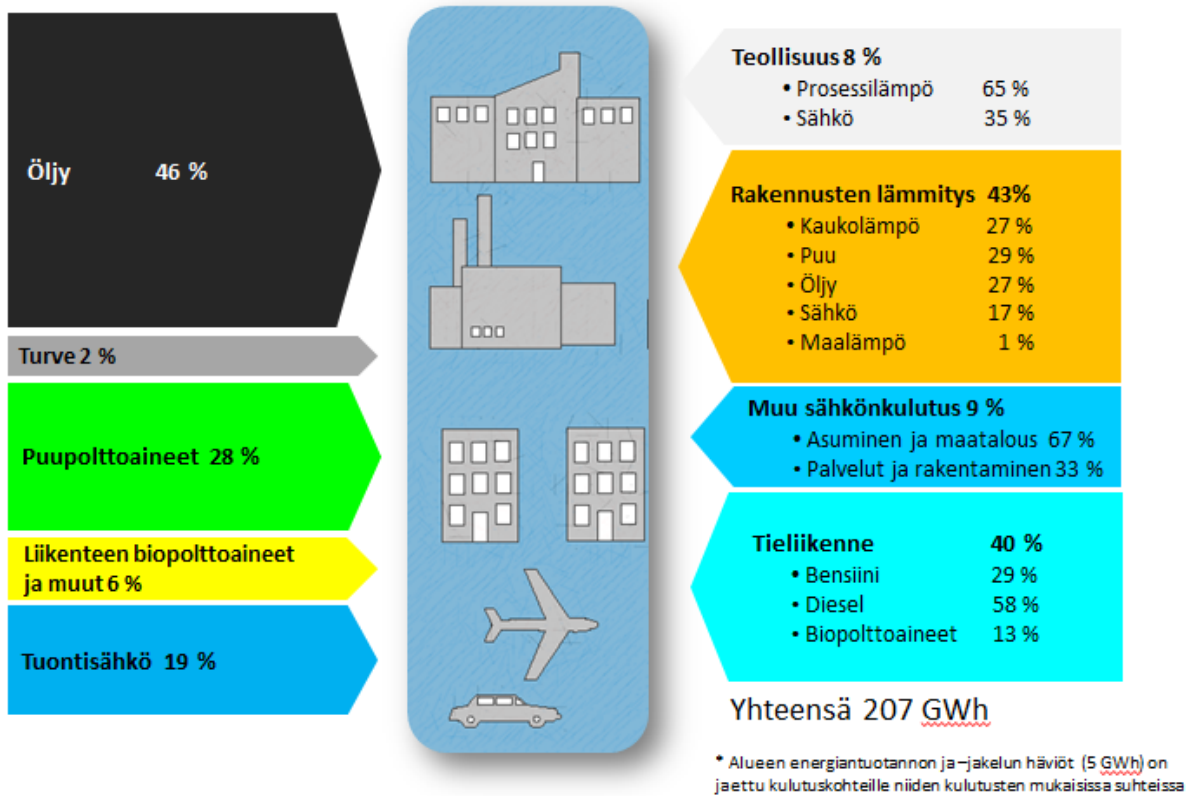 Öljy 46 %
Turve 2 %
Puupolttoaineet 28 %
Liikenteen biopolttoaineet
ja muut 6 %
Tuontisähkö 19 %
Teollisuus 8 %
• Prosessilämpö 65 %
• Sähkö 35 %
Rakennusten lämmitys 43%
• Kaukolämpö 27 %
• Puu 29 %
• Öljy 27 %
• Sähkö 17 %
• Maalämpö 1 %
Muu sähkönkulutus 9 %
• Asuminen ja maatalous 67 %
• Palvelut ja rakentaminen 33 %
Tieliikenne 40 %
• Bensiini 29 %
• Diesel 58 %
• Biopolttoaineet 13 %
Yhteensä 207 GWh
* Alueen energiantuotannon ja –jakelun häviöt (5 GWh) on
jaettu kulutuskohteille niiden kulutusten mukaisissa suhteissa